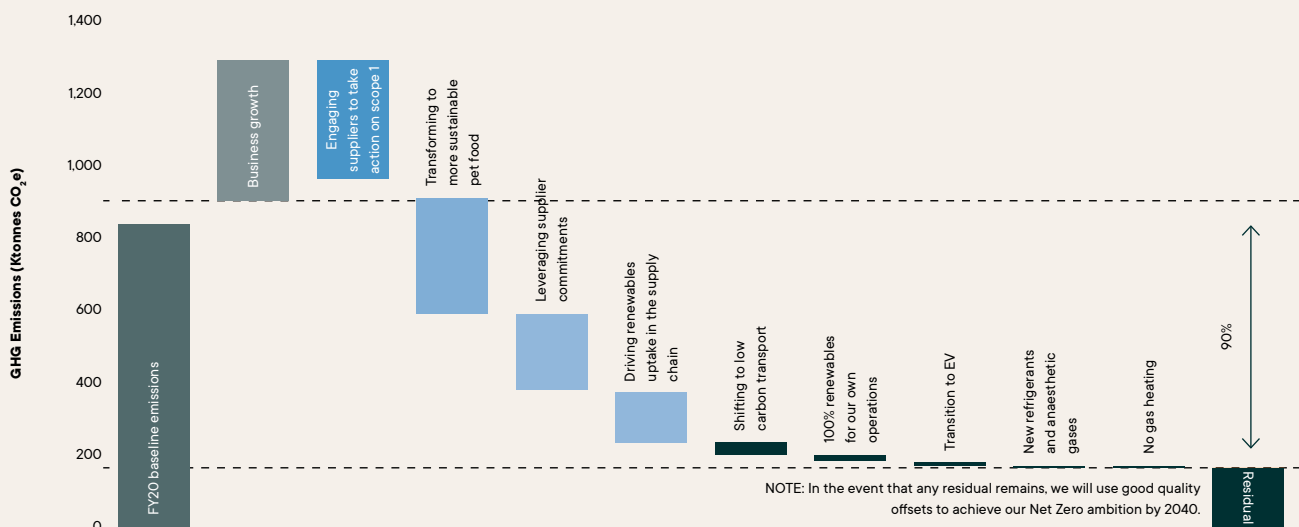 1,400
1,200
1,000
800
600
400
200
0
GHG Emissions (Ktonnes CO₂e)
FY20 baseline emissions
Business growth
Engaging
suppliers to take
action on scope 1
Transforming to
more sustainable
pet food
Leveraging supplier
commitments
Driving renewables
uptake in the supply
chain
Shifting to low
carbon transport
100% renewables
for our own
operations
Transition to EV
New refrigerants
and anaesthetic
gases
No gas heating
90%
Residual
NOTE: In the event that any residual remains, we will use good quality
offsets to achieve our Net Zero ambition by 2040.